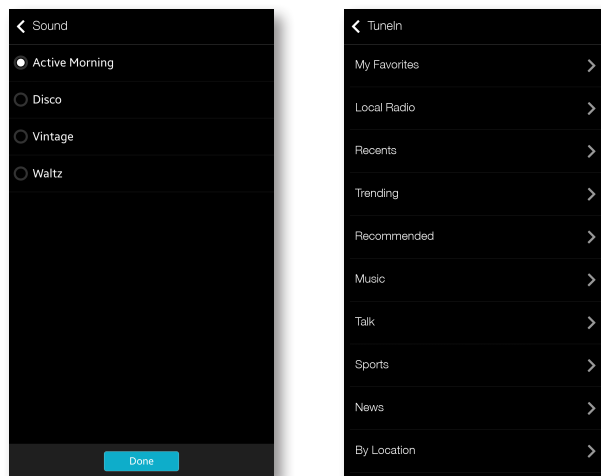 Sound
Active Morning
Disco
Vintage
Waltz
Done
TuneIn
My Favorites
Local Radio
Recents
Trending
Recommended
Music
Talk
Sports
News
By Location